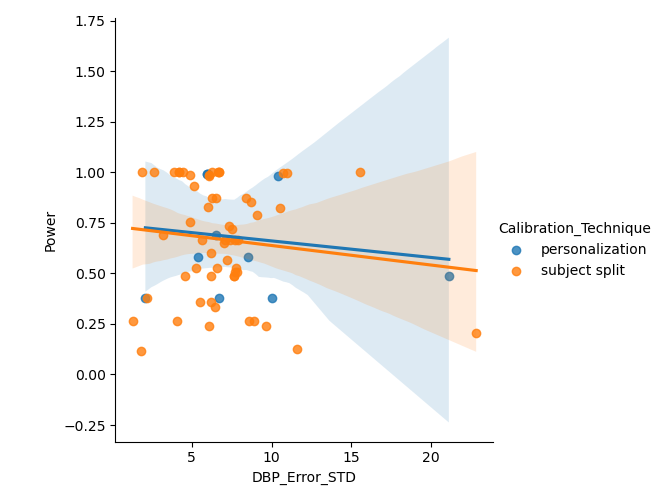 1.75
1.50
1.25
1.00
0.75
0.50
0.25
0.00
−0.25
Power
5
10
15
20
DBP_Error_STD
Calibration_Technique
personalization
subject split